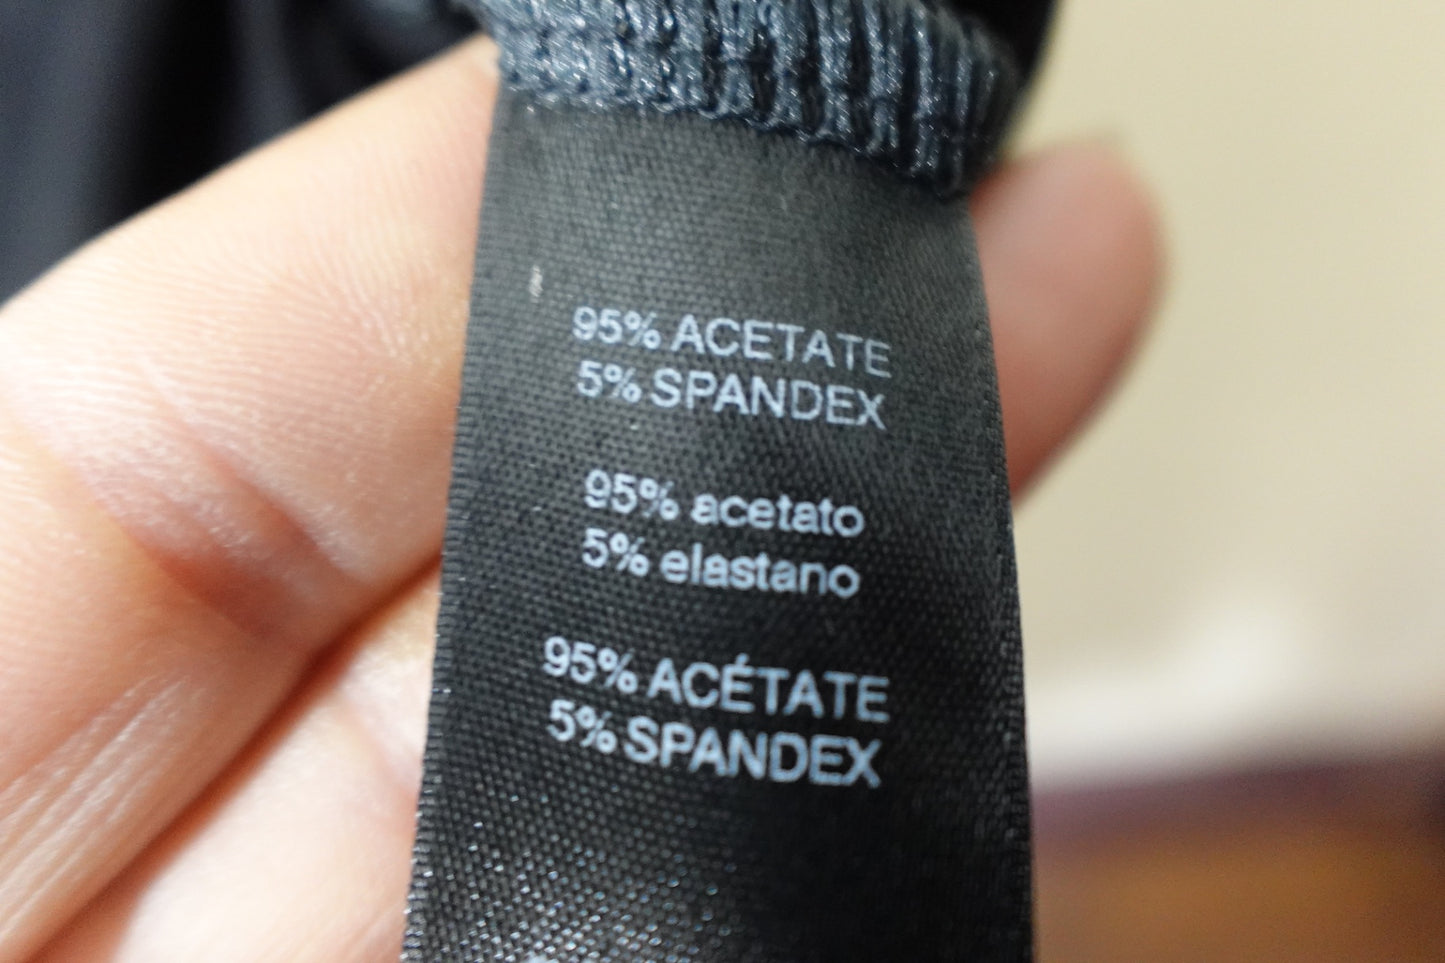 95% ACETATE
5% SPANDEX
95% acetato
5% elastano
95% ACÉTATE
5% SPANDEX